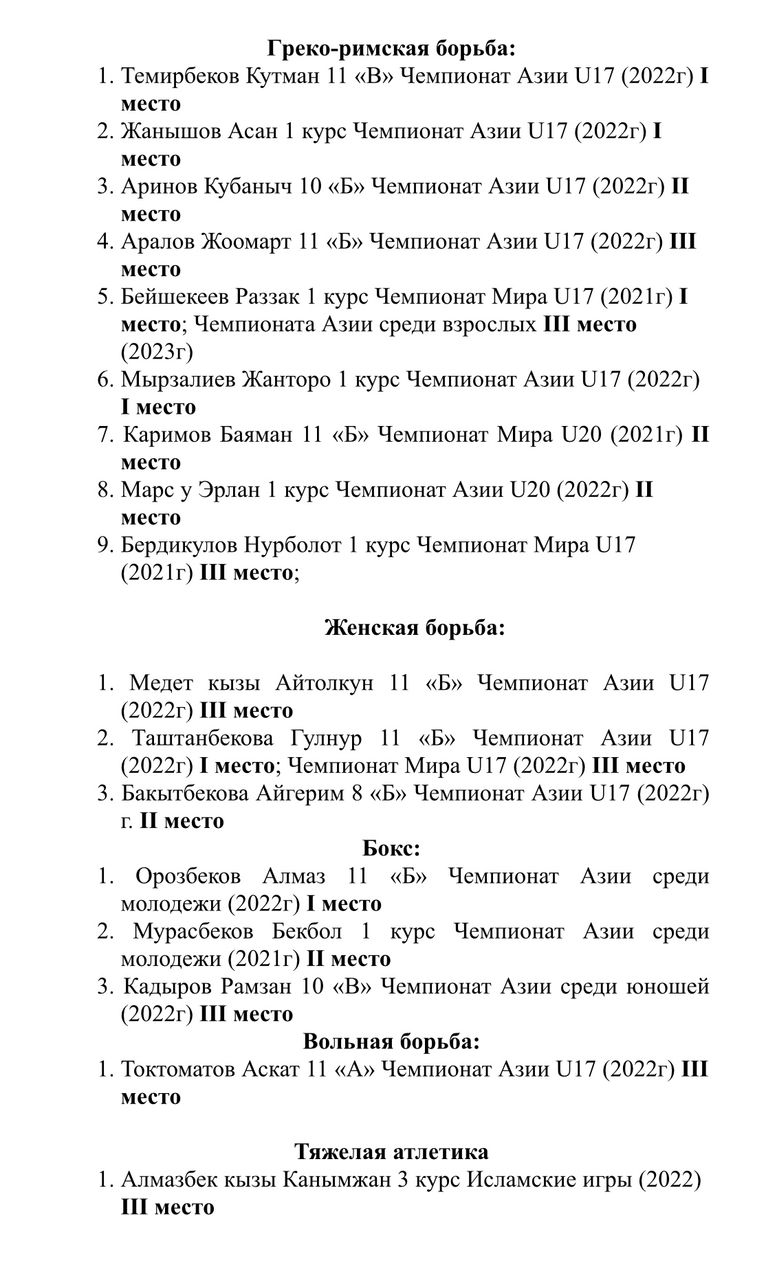 Греко-римская борьба:
1. Темирбеков Кутман 11 «В» Чемпионат Азии U17 (2022г) I
место
2. Жанышов Асан 1 курс Чемпионат Азии U17 (2022г) I
место
3. Аринов Кубаныч 10 «Б» Чемпионат Азии U17 (2022г) II
место
4. Аралов Жоомарт 11 «Б» Чемпионат Азии U17 (2022г) III
место
5. Бейшекеев Раззак 1 курс Чемпионат Мира U17 (2021г) I
место; Чемпионата Азии среди взрослых III место
(2023г)
6. Мырзалиев Жанторо 1 курс Чемпионат Азии U17 (2022г)
I место
7. Каримов Баяман 11 «Б» Чемпионат Мира U20 (2021г) II
место
8. Марс у Эрлан 1 курс Чемпионат Азии U20 (2022г) II
место
9. Бердикулов Нурболот 1 курс Чемпионат Мира U17
(2021г) III место;
Женская борьба:
1. Медет кызы Айтолкун 11 «Б» Чемпионат Азии U17
(2022г) III место
2. Таштанбекова Гулнур 11 «Б» Чемпионат Азии U17
(2022г) I место; Чемпионат Мира U17 (2022г) III место
3. Бакытбекова Айгерим 8 «Б» Чемпионат Азии U17 (2022г)
г. II место
Бокс:
1. Орозбеков Алмаз 11 «Б» Чемпионат Азии среди
молодежи (2022г) I место
2. Мурасбеков Бекбол 1 курс Чемпионат Азии среди
молодежи (2021г) II место
3. Кадыров Рамзан 10 «В» Чемпионат Азии среди юношей
(2022г) III место
Вольная борьба:
1. Токтоматов Аскат 11 «А» Чемпионат Азии U17 (2022г) III
место
Тяжелая атлетика
1. Алмазбек кызы Канымжан 3 курс Исламские игры (2022)
III место